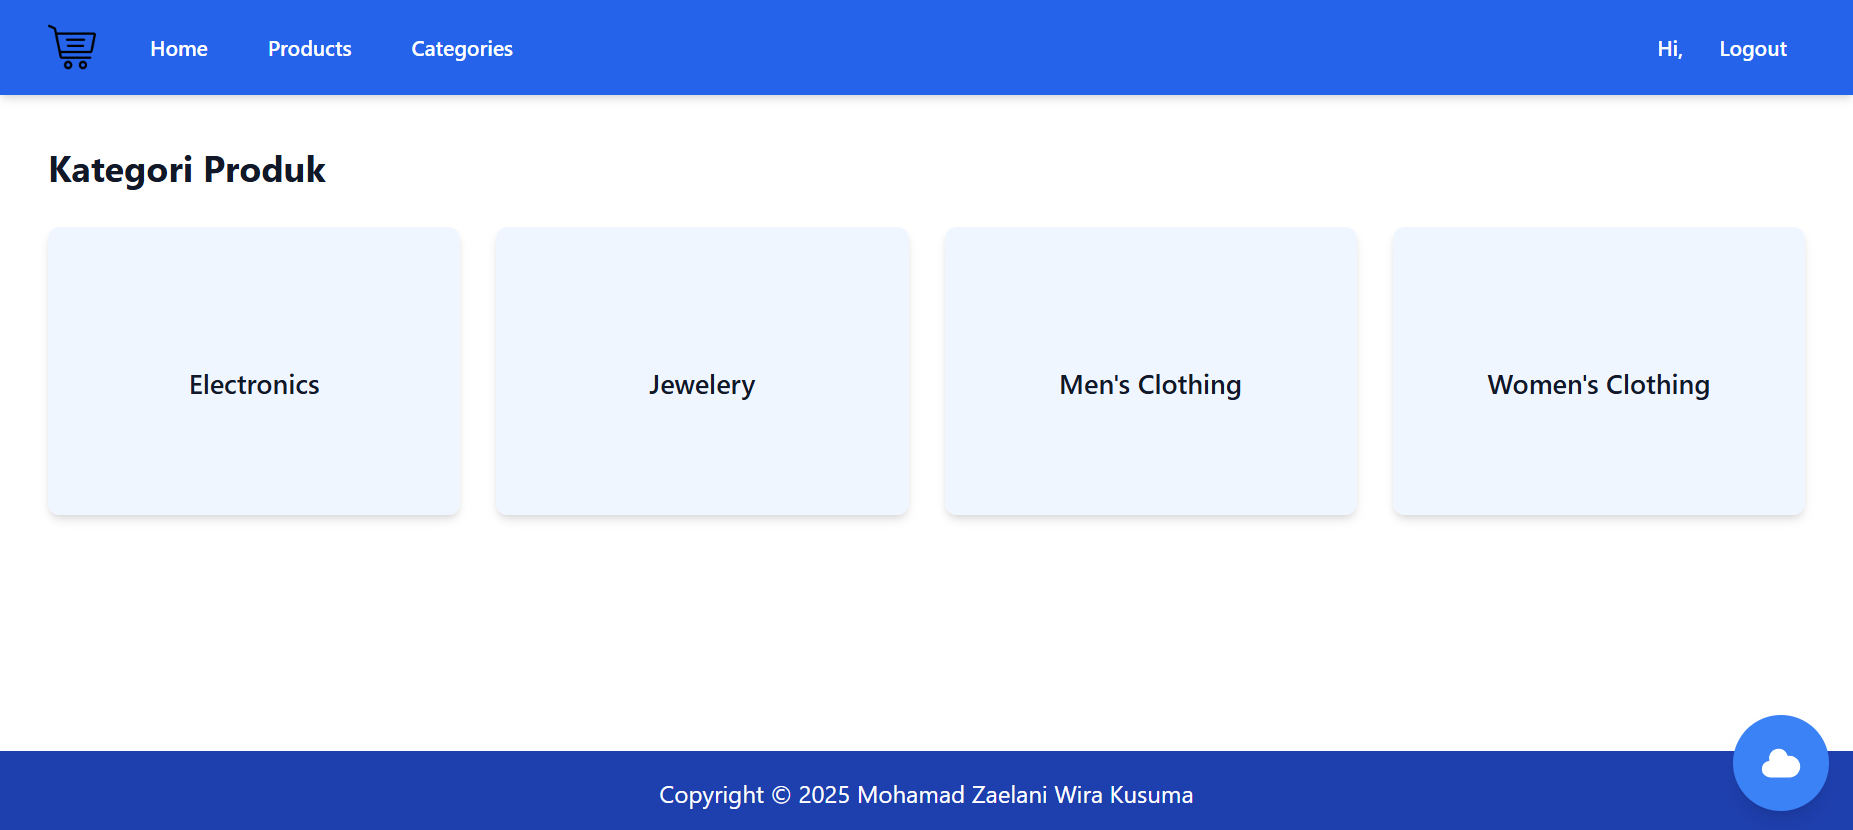 Home Products Categories Hi, Logout
Kategori Produk
Electronics
Jewelery
Men's Clothing
Women's Clothing
Copyright © 2025 Mohamad Zaelani Wira Kusuma